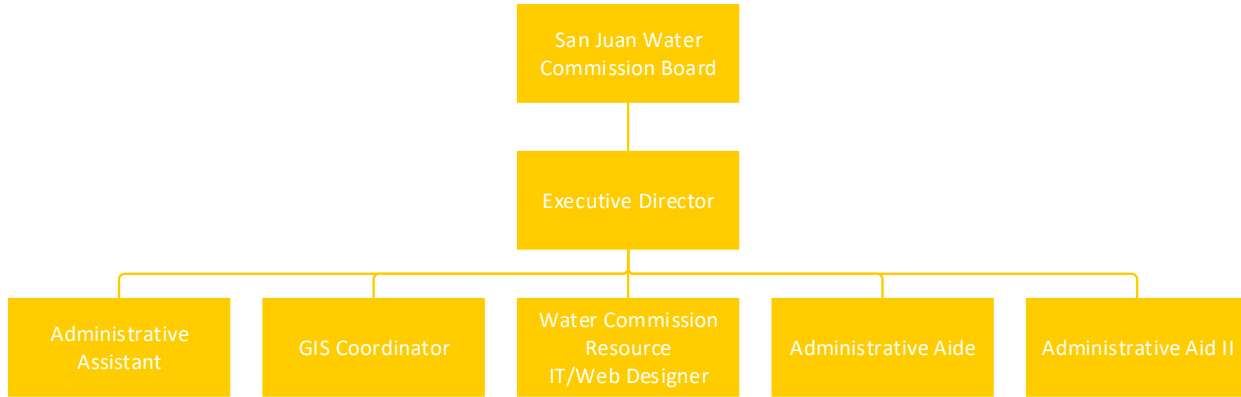 San Juan Water
Commission Board
Executive Director
Administrative
Assistant
GIS Coordinator
Water Commission
Resource
IT/Web Designer
Administrative Aide
Administrative Aid II